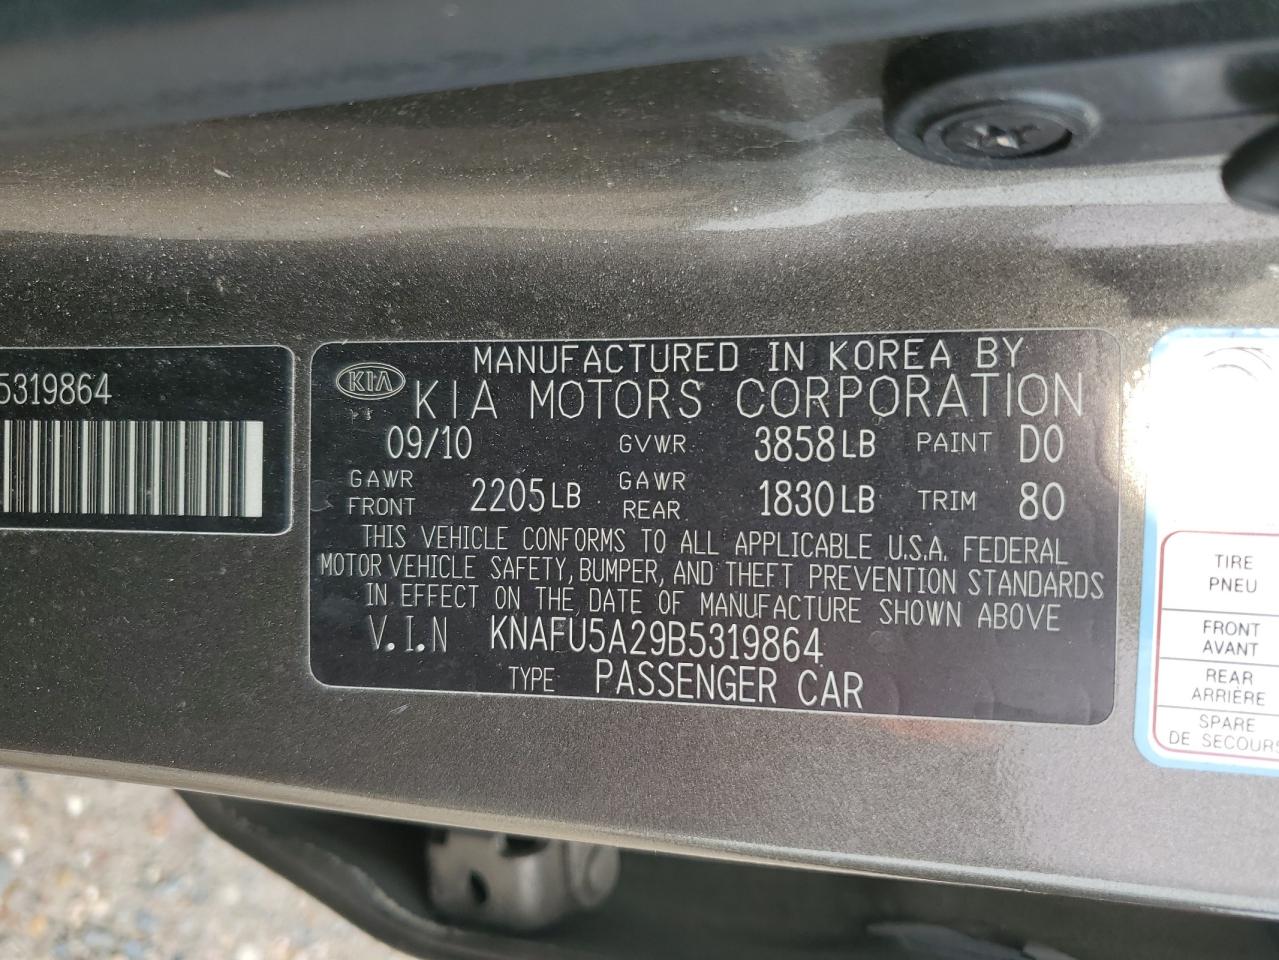 5319864
KIA
MANUFACTURED IN KOREA BY
KIA MOTORS CORPORATION
09/10 GVWR 3858LB PAINT D0
GAWR FRONT 2205LB GAWR REAR 1830LB TRIM 80
THIS VEHICLE CONFORMS TO ALL APPLICABLE U.S.A. FEDERAL
MOTOR VEHICLE SAFETY, BUMPER, AND THEFT PREVENTION STANDARDS
IN EFFECT ON THE DATE OF MANUFACTURE SHOWN ABOVE
V.I.N KNAFU5A29B5319864
TYPE PASSENGER CAR
TIRE
PNEU
FRONT
AVANT
REAR
ARRIÈRE
SPARE
DE SECOURS